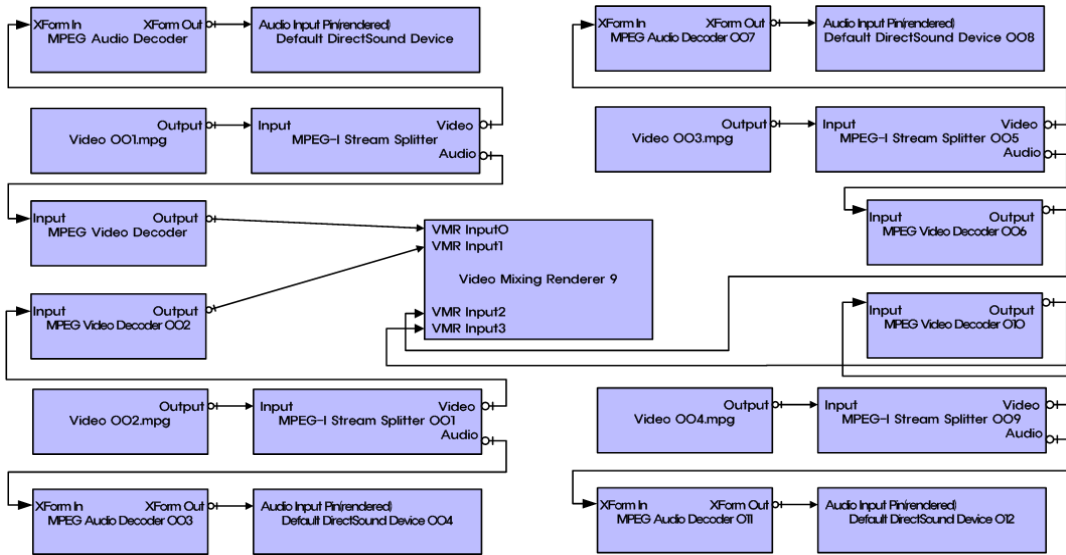 XForm In XForm Out
MPEG Audio Decoder
Audio Input Pin(rendered)
Default DirectSound Device
XForm In XForm Out
MPEG Audio Decoder 007
Audio Input Pin(rendered)
Default DirectSound Device 008
Output
Video 001.mpg
Input Video
MPEG-I Stream Splitter
Audio
Output
Video 003.mpg
Input Video
MPEG-I Stream Splitter 005
Audio
Input Output
MPEG Video Decoder
VMR Input0
VMR Input1
Video Mixing Renderer 9
VMR Input2
VMR Input3
Input Output
MPEG Video Decoder 006
Input Output
MPEG Video Decoder 002
Input Output
MPEG Video Decoder 010
Output
Video 002.mpg
Input Video
MPEG-I Stream Splitter 001
Audio
Output
Video 004.mpg
Input Video
MPEG-I Stream Splitter 009
Audio
XForm In XForm Out
MPEG Audio Decoder 003
Audio Input Pin(rendered)
Default DirectSound Device 004
XForm In XForm Out
MPEG Audio Decoder 011
Audio Input Pin(rendered)
Default DirectSound Device 012